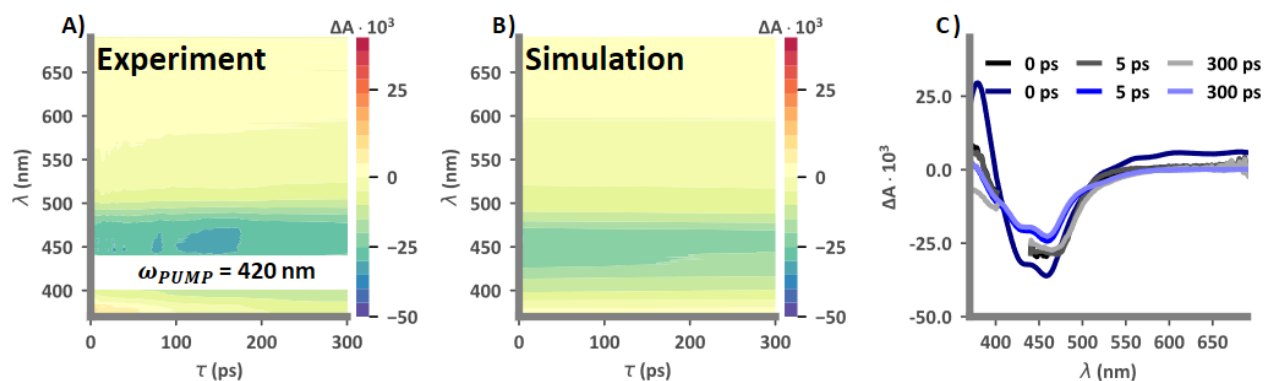 A)
Experiment
ΔA · 10³
650
600
550
500
450
400
λ (nm)
ω_PUMP = 420 nm
0
100
200
300
τ (ps)
25
0
−25
−50
B)
Simulation
ΔA · 10³
650
600
550
500
450
400
λ (nm)
0
100
200
300
τ (ps)
25
0
−25
−50
C)
0 ps 5 ps 300 ps
0 ps 5 ps 300 ps
25.0
0.0
-25.0
-50.0
ΔA · 10³
400 450 500 550 600 650
λ (nm)